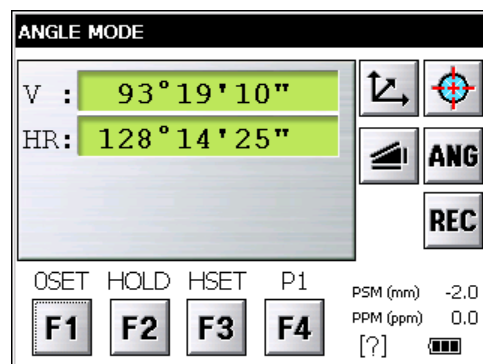 ANGLE MODE
V : 93°19'10"
HR: 128°14'25"
ANG
REC
0SET HOLD HSET P1
F1 F2 F3 F4
PSM (mm) -2.0
PPM (ppm) 0.0
[?]